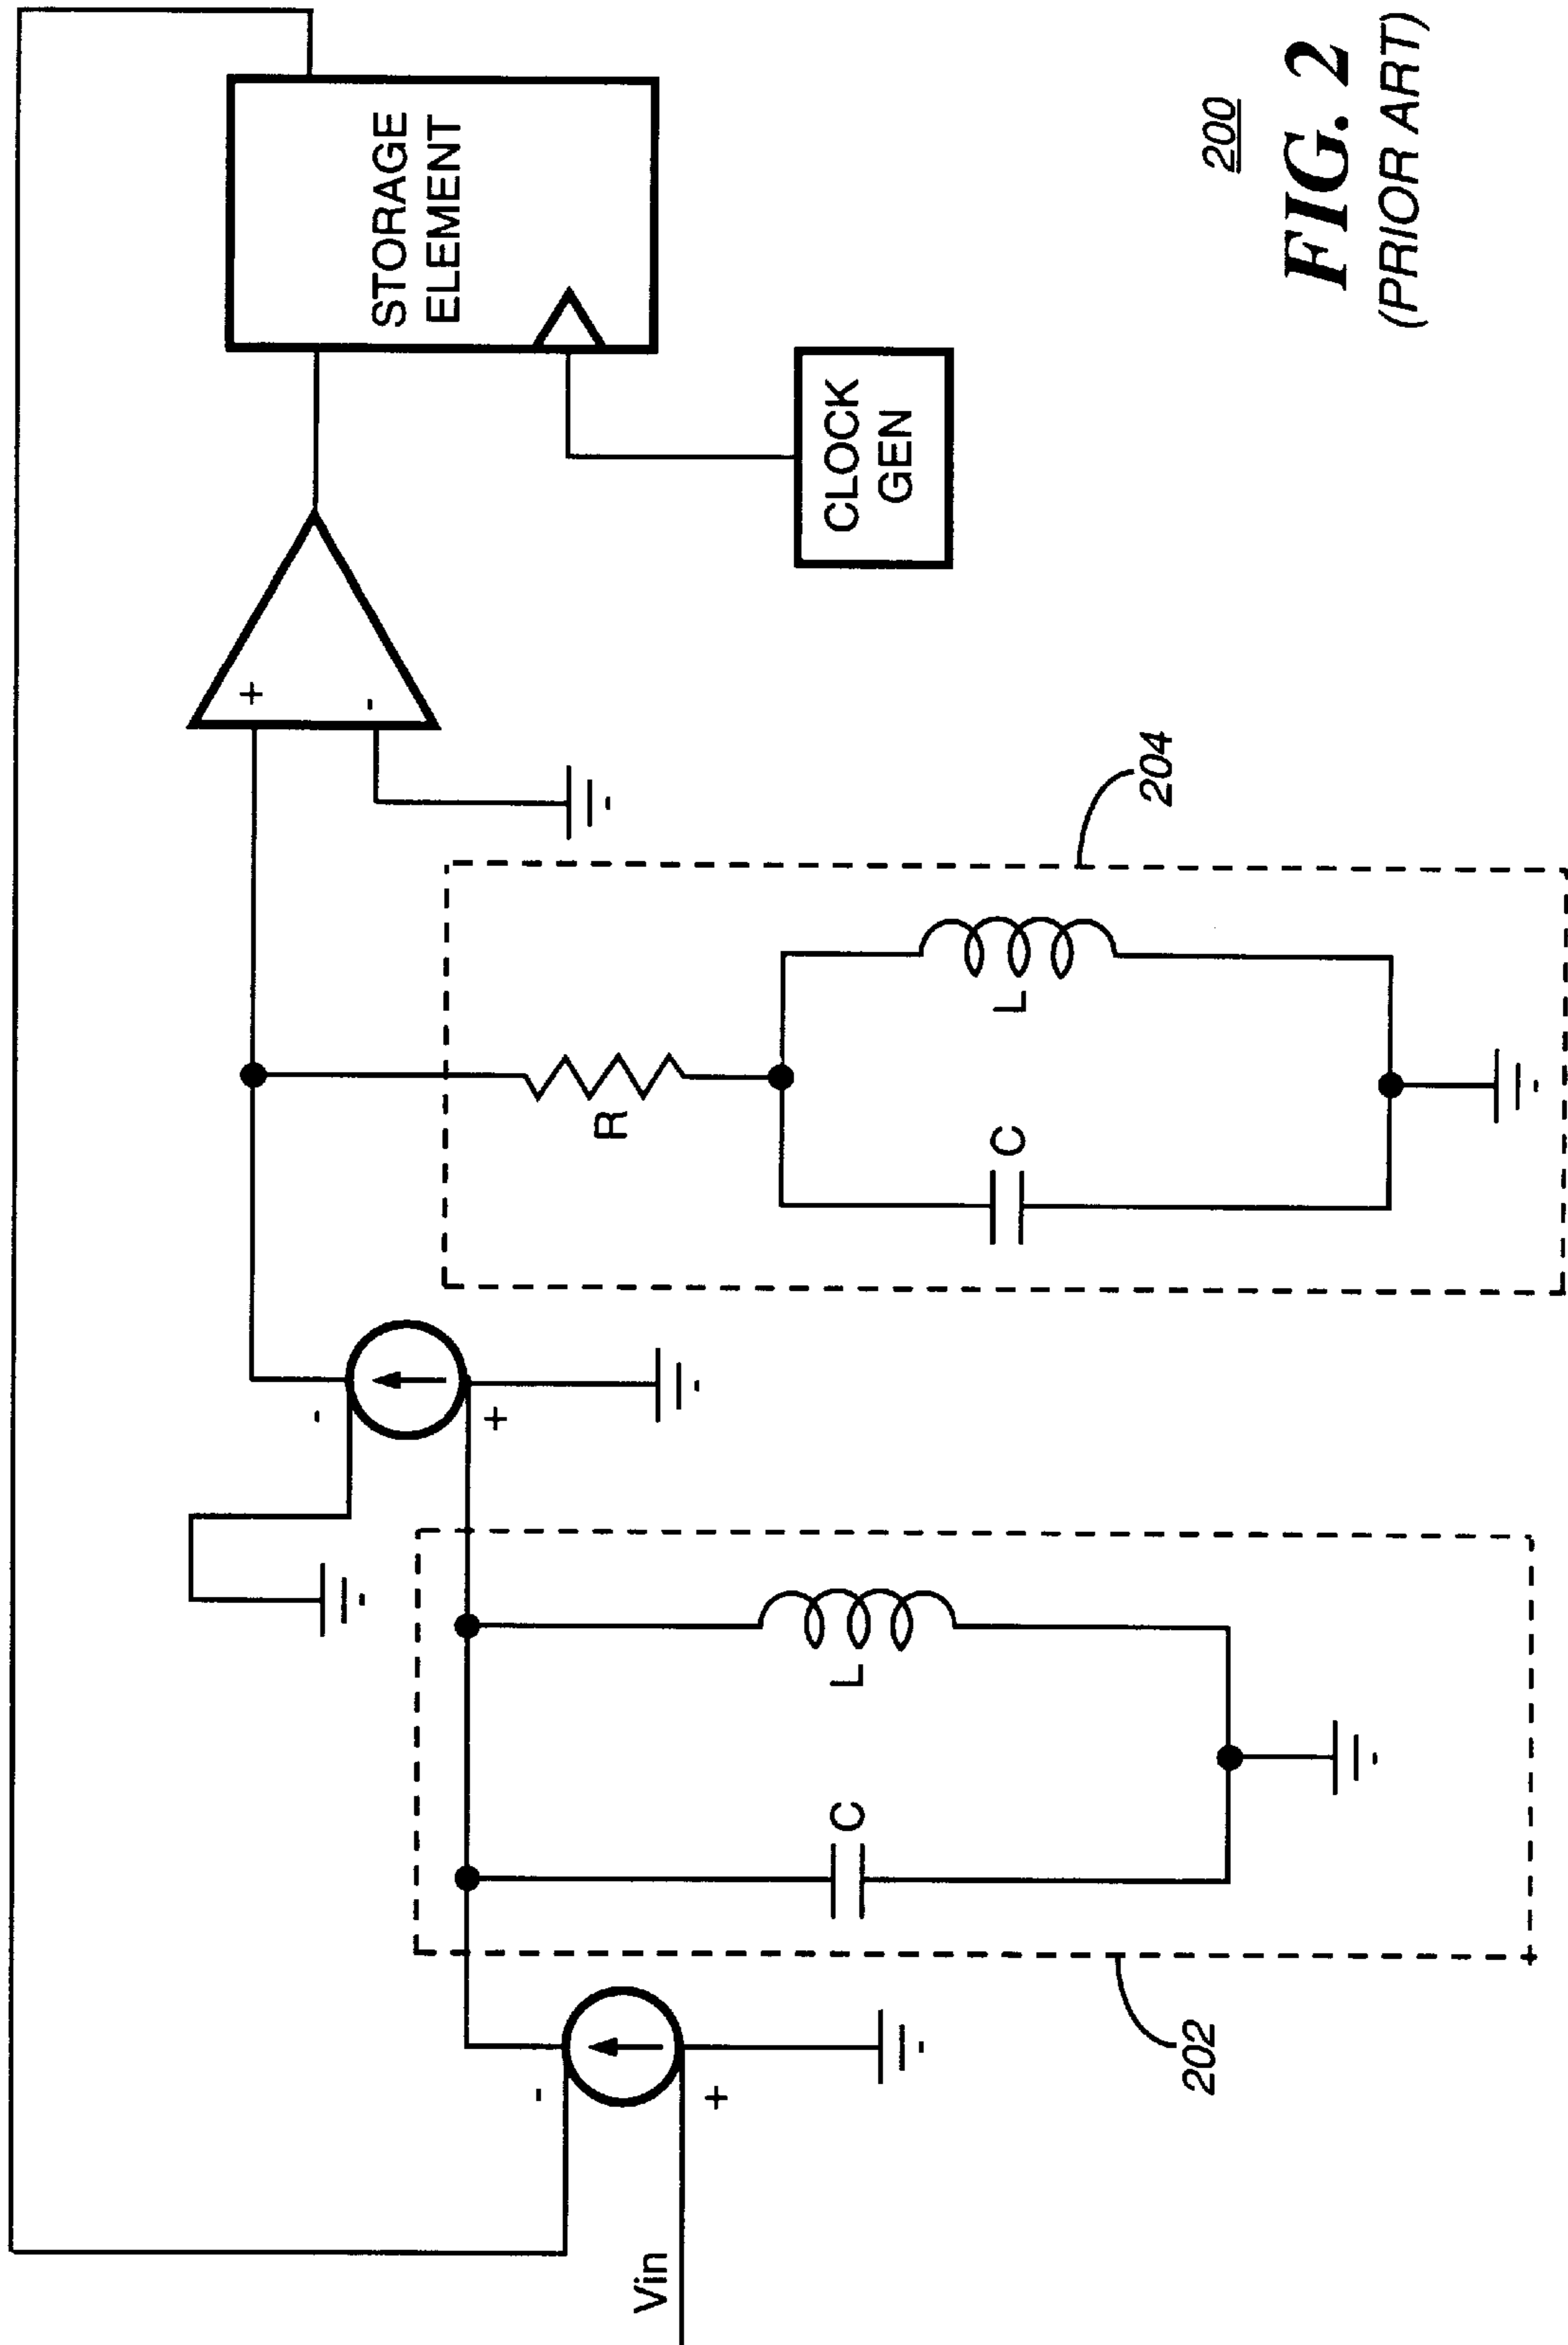 STORAGE
ELEMENT
+
-
CLOCK
GEN
-
+
204
R
C
L
-
+
Vin
C
L
202
200
FIG. 2
(PRIOR ART)